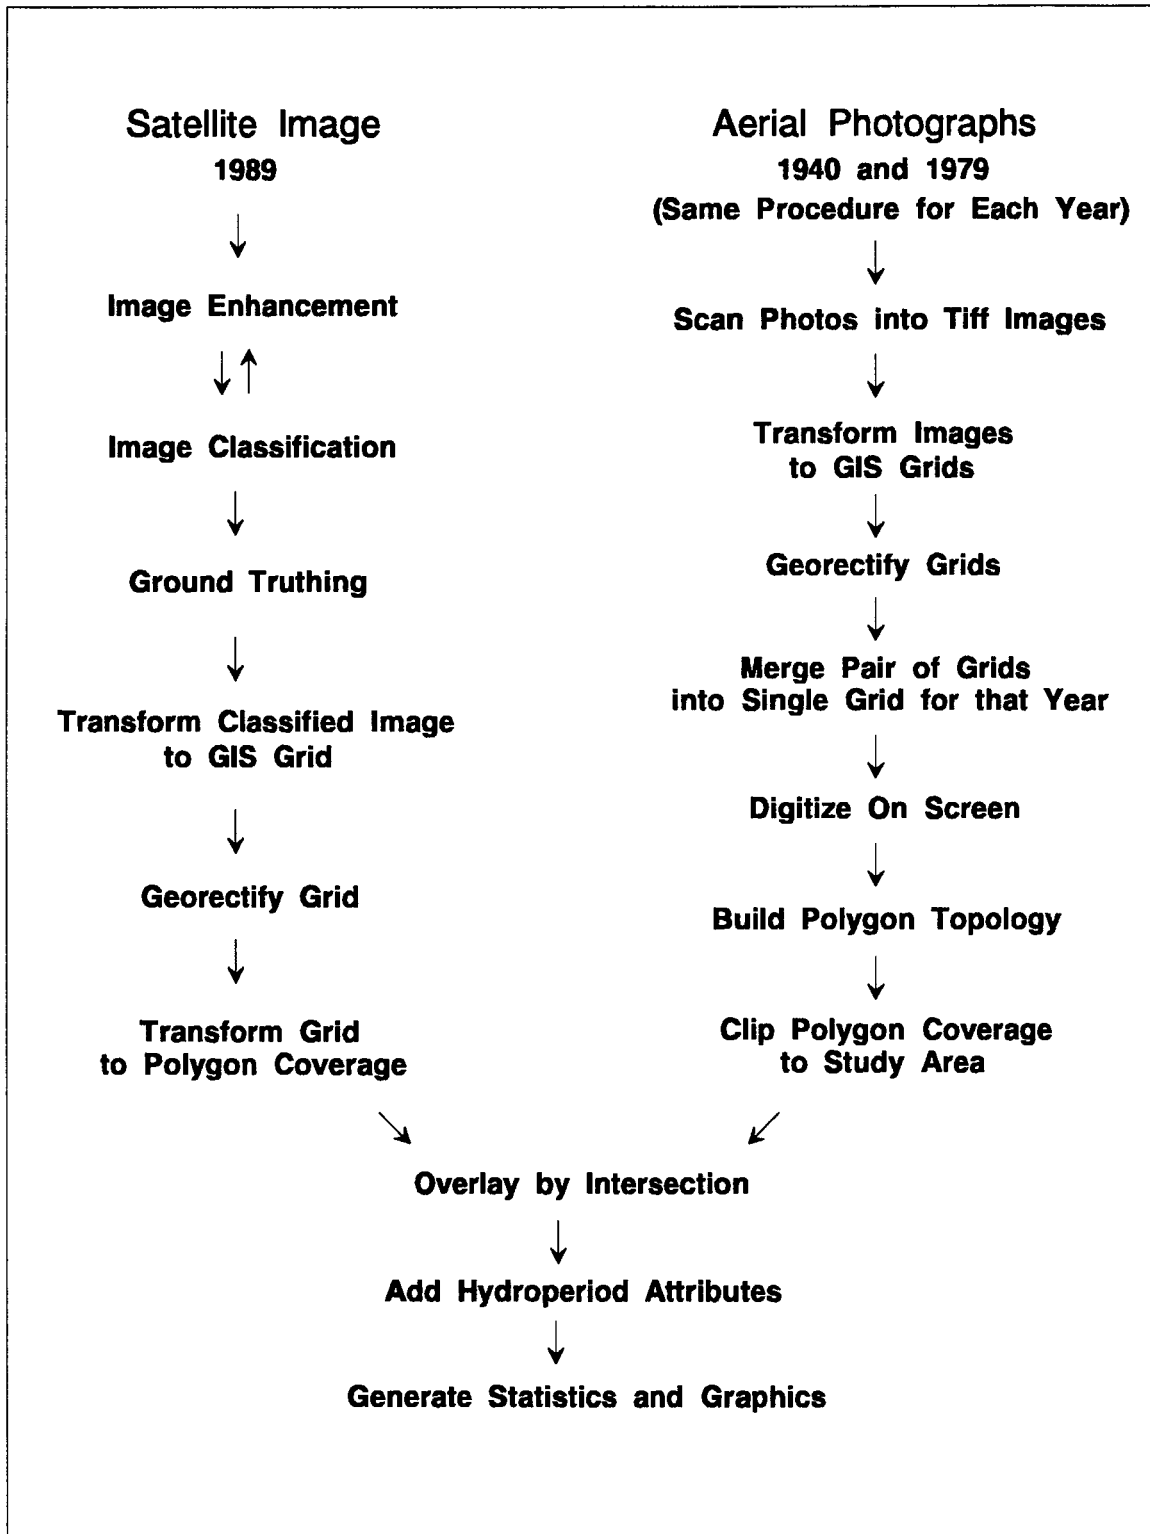 Satellite Image
1989
Image Enhancement
Image Classification
Ground Truthing
Transform Classified Image
to GIS Grid
Georectify Grid
Transform Grid
to Polygon Coverage
Aerial Photographs
1940 and 1979
(Same Procedure for Each Year)
Scan Photos into Tiff Images
Transform Images
to GIS Grids
Georectify Grids
Merge Pair of Grids
into Single Grid for that Year
Digitize On Screen
Build Polygon Topology
Clip Polygon Coverage
to Study Area
Overlay by Intersection
Add Hydroperiod Attributes
Generate Statistics and Graphics